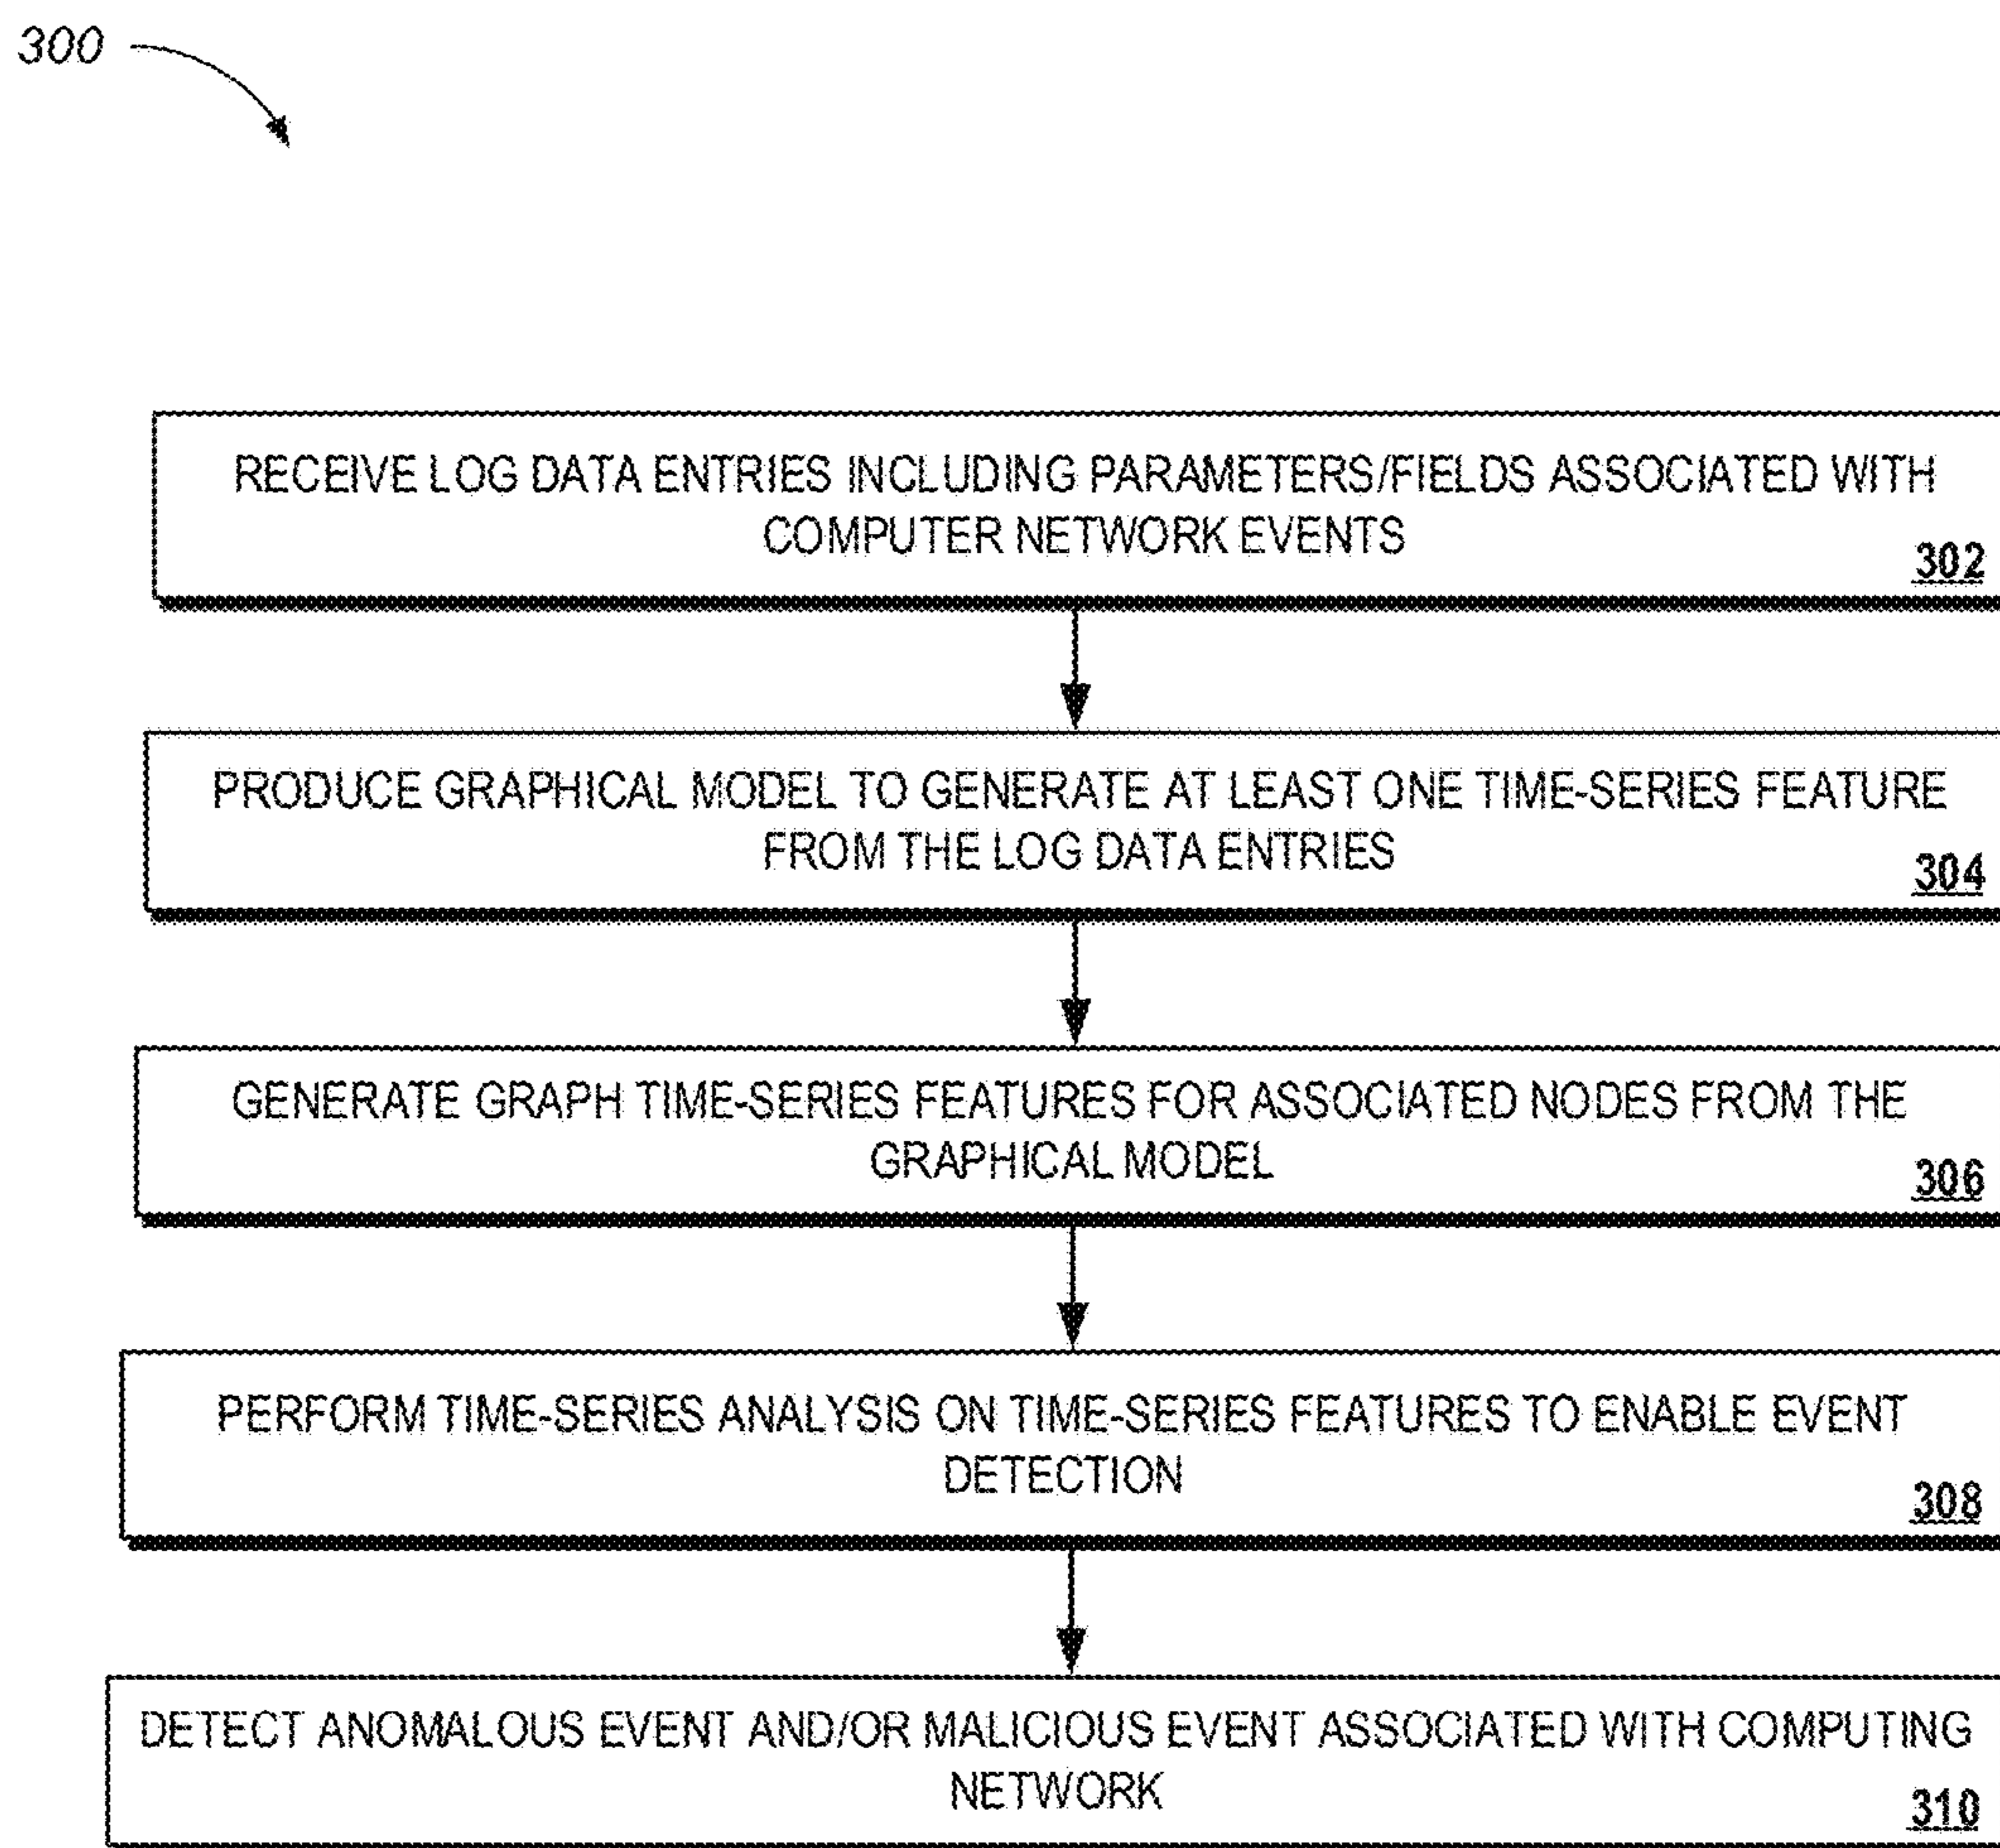 300
RECEIVE LOG DATA ENTRIES INCLUDING PARAMETERS/FIELDS ASSOCIATED WITH
COMPUTER NETWORK EVENTS
302
PRODUCE GRAPHICAL MODEL TO GENERATE AT LEAST ONE TIME-SERIES FEATURE
FROM THE LOG DATA ENTRIES
304
GENERATE GRAPH TIME-SERIES FEATURES FOR ASSOCIATED NODES FROM THE
GRAPHICAL MODEL
306
PERFORM TIME-SERIES ANALYSIS ON TIME-SERIES FEATURES TO ENABLE EVENT
DETECTION
308
DETECT ANOMALOUS EVENT AND/OR MALICIOUS EVENT ASSOCIATED WITH COMPUTING
NETWORK
310